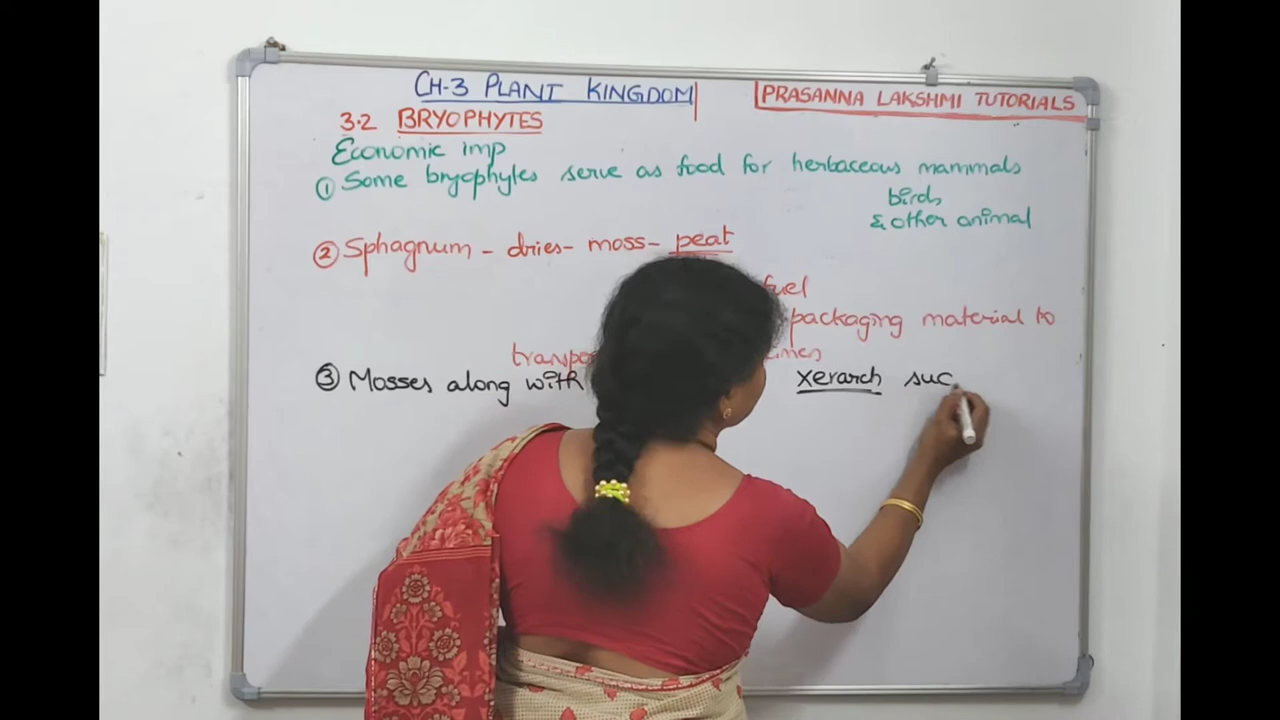 CH-3 PLANT KINGDOM
PRASANNA LAKSHMI TUTORIALS
3.2 BRYOPHYTES
Economic imp
① Some bryophytes serve as food for herbaceous mammals
birds
& other animal
② Sphagnum - dries - moss - peat
fuel
packaging material to
③ Mosses along with xerarch suc